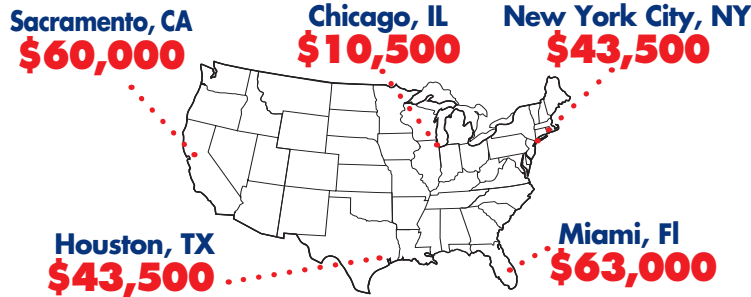 Sacramento, CA
$60,000
Chicago, IL
$10,500
New York City, NY
$43,500
Houston, TX
$43,500
Miami, Fl
$63,000